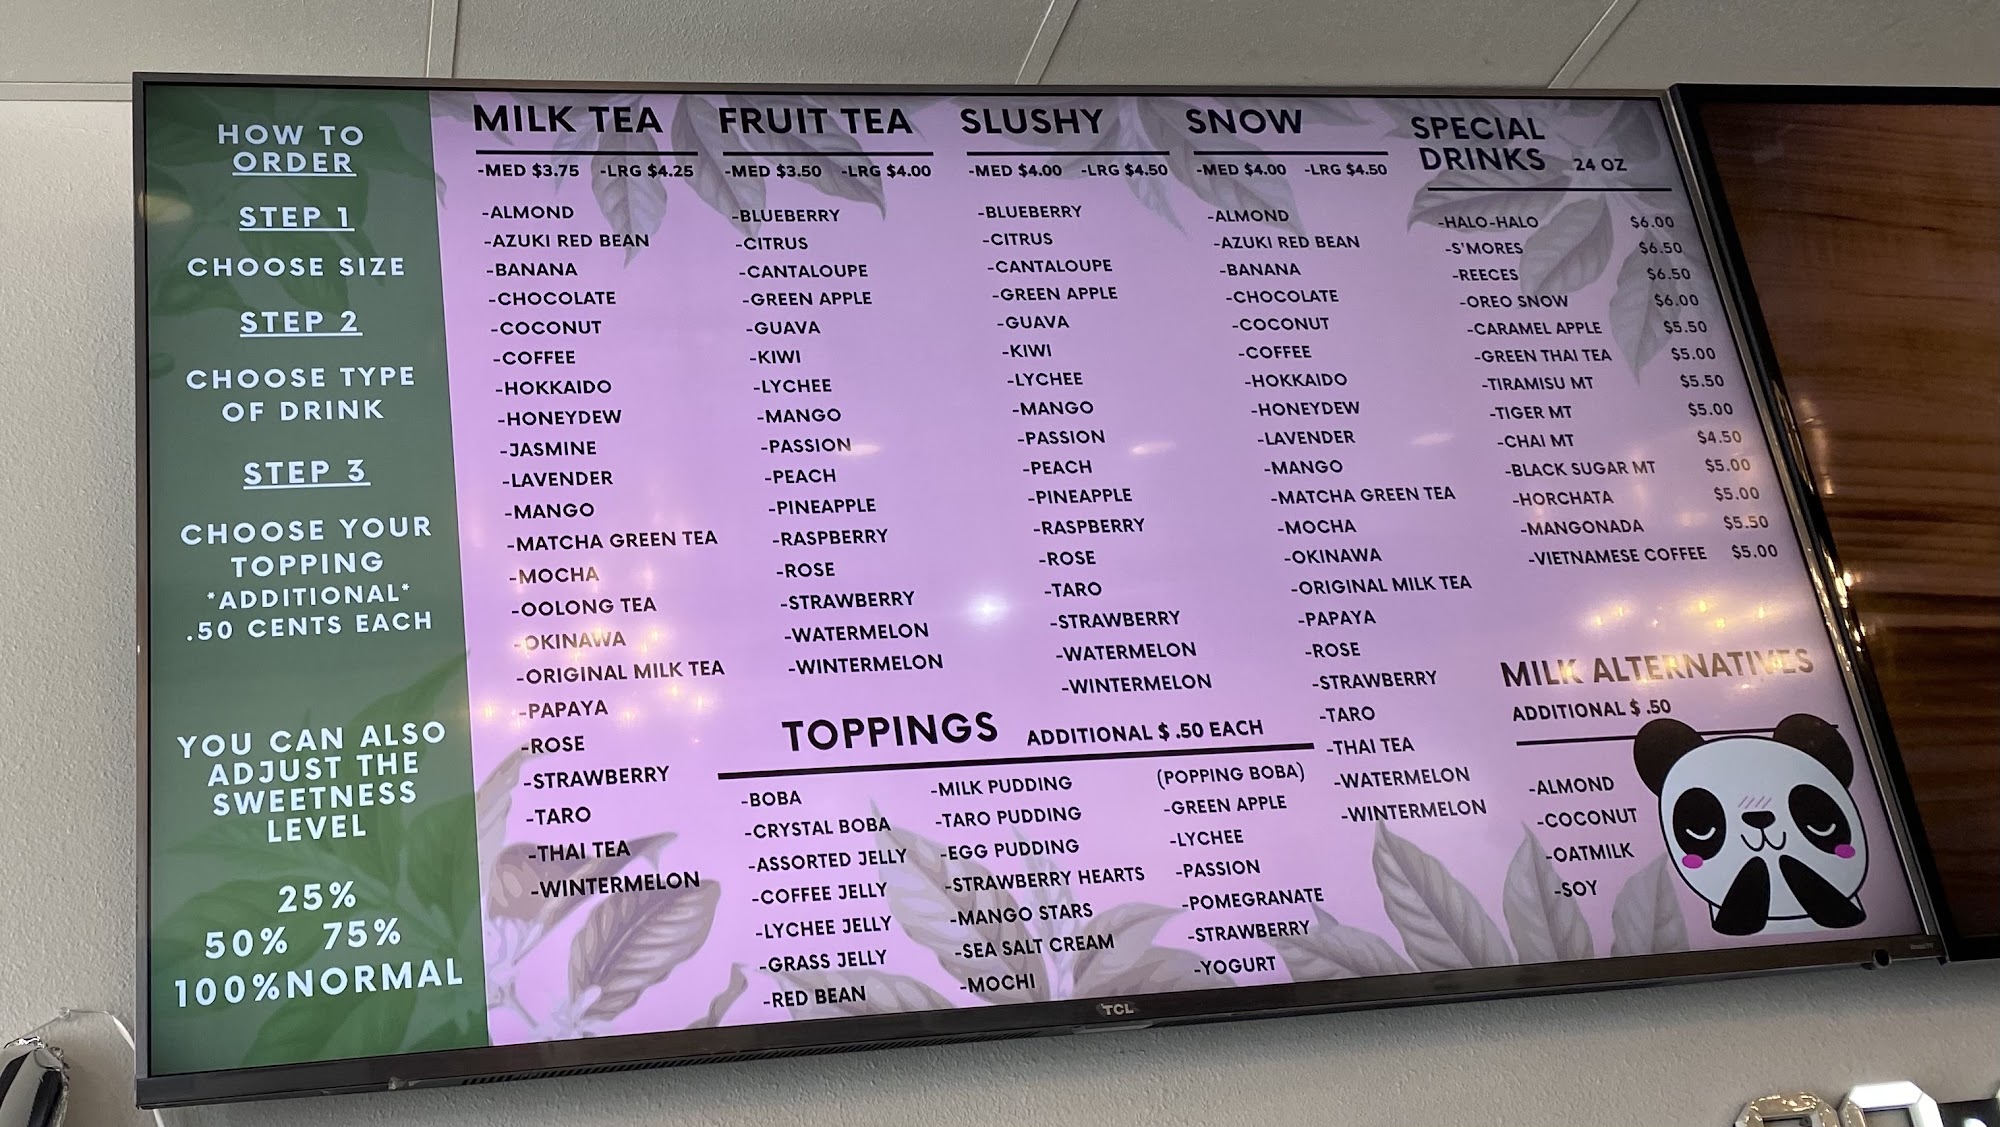 HOW TO
ORDER
STEP 1
CHOOSE SIZE
STEP 2
CHOOSE TYPE
OF DRINK
STEP 3
CHOOSE YOUR
TOPPING
*ADDITIONAL*
.50 CENTS EACH
YOU CAN ALSO
ADJUST THE
SWEETNESS
LEVEL
25%
50% 75%
100%NORMAL
MILK TEA
-MED $3.75 -LRG $4.25
-ALMOND
-AZUKI RED BEAN
-BANANA
-CHOCOLATE
-COCONUT
-COFFEE
-HOKKAIDO
-HONEYDEW
-JASMINE
-LAVENDER
-MANGO
-MATCHA GREEN TEA
-MOCHA
-OOLONG TEA
-OKINAWA
-ORIGINAL MILK TEA
-PAPAYA
-ROSE
-STRAWBERRY
-TARO
-THAI TEA
-WINTERMELON
FRUIT TEA
-MED $3.50 -LRG $4.00
-BLUEBERRY
-CITRUS
-CANTALOUPE
-GREEN APPLE
-GUAVA
-KIWI
-LYCHEE
-MANGO
-PASSION
-PEACH
-PINEAPPLE
-RASPBERRY
-ROSE
-STRAWBERRY
-WATERMELON
-WINTERMELON
SLUSHY
-MED $4.00 -LRG $4.50
-BLUEBERRY
-CITRUS
-CANTALOUPE
-GREEN APPLE
-GUAVA
-KIWI
-LYCHEE
-MANGO
-PASSION
-PEACH
-PINEAPPLE
-RASPBERRY
-ROSE
-TARO
-STRAWBERRY
-WATERMELON
-WINTERMELON
SNOW
-MED $4.00 -LRG $4.50
-ALMOND
-AZUKI RED BEAN
-BANANA
-CHOCOLATE
-COCONUT
-COFFEE
-HOKKAIDO
-HONEYDEW
-LAVENDER
-MANGO
-MATCHA GREEN TEA
-MOCHA
-OKINAWA
-ORIGINAL MILK TEA
-PAPAYA
-ROSE
-STRAWBERRY
-TARO
-THAI TEA
-WATERMELON
-WINTERMELON
SPECIAL
DRINKS 24 OZ
-HALO-HALO $6.00
-S'MORES $6.50
-REECES $6.50
-OREO SNOW $6.00
-CARAMEL APPLE $5.50
-GREEN THAI TEA $5.00
-TIRAMISU MT $5.50
-TIGER MT $5.00
-CHAI MT $4.50
-BLACK SUGAR MT $5.00
-HORCHATA $5.00
-MANGONADA $5.50
-VIETNAMESE COFFEE $5.00
TOPPINGS ADDITIONAL $ .50 EACH
-BOBA
-CRYSTAL BOBA
-ASSORTED JELLY
-COFFEE JELLY
-LYCHEE JELLY
-GRASS JELLY
-RED BEAN
-MILK PUDDING
-TARO PUDDING
-EGG PUDDING
-STRAWBERRY HEARTS
-MANGO STARS
-SEA SALT CREAM
-MOCHI
(POPPING BOBA)
-GREEN APPLE
-LYCHEE
-PASSION
-POMEGRANATE
-STRAWBERRY
-YOGURT
MILK ALTERNATIVES
ADDITIONAL $ .50
-ALMOND
-COCONUT
-OATMILK
-SOY
TCL